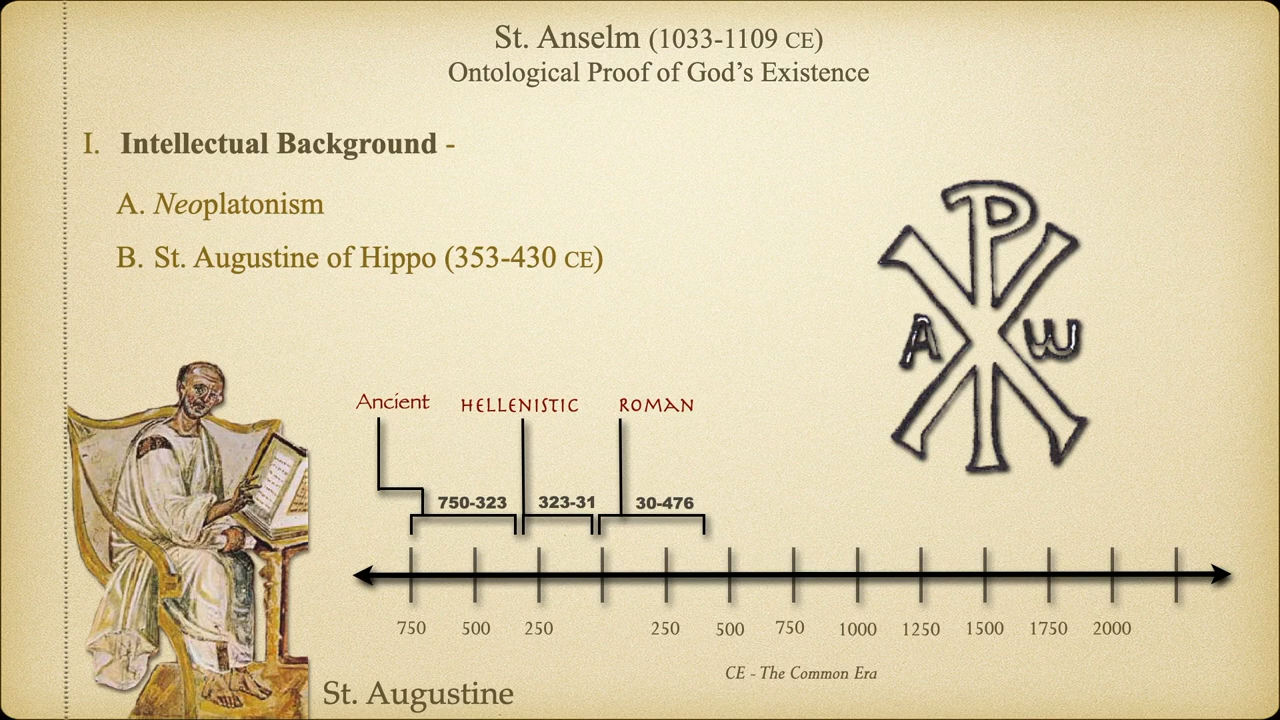 St. Anselm (1033-1109 CE)
Ontological Proof of God’s Existence
I. Intellectual Background -
A. Neoplatonism
B. St. Augustine of Hippo (353-430 CE)
P
A W
Ancient HELLENISTIC ROMAN
750-323 323-31 30-476
750 500 250 250 500 750 1000 1250 1500 1750 2000
CE - The Common Era
St. Augustine